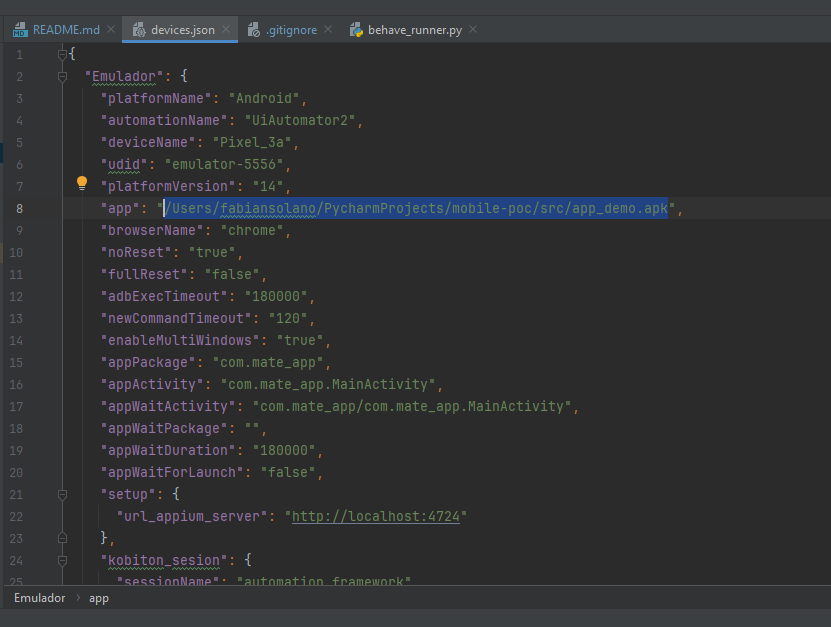 README.md devices.json .gitignore behave_runner.py
1 {
2 "Emulador": {
3 "platformName": "Android",
4 "automationName": "UiAutomator2",
5 "deviceName": "Pixel_3a",
6 "udid": "emulator-5556",
7 "platformVersion": "14",
8 "app": "/Users/fabiansolano/PycharmProjects/mobile-poc/src/app_demo.apk",
9 "browserName": "chrome",
10 "noReset": "true",
11 "fullReset": "false",
12 "adbExecTimeout": "180000",
13 "newCommandTimeout": "120",
14 "enableMultiWindows": "true",
15 "appPackage": "com.mate_app",
16 "appActivity": "com.mate_app.MainActivity",
17 "appWaitActivity": "com.mate_app/com.mate_app.MainActivity",
18 "appWaitPackage": "",
19 "appWaitDuration": "180000",
20 "appWaitForLaunch": "false",
21 "setup": {
22 "url_appium_server": "http://localhost:4724"
23 },
24 "kobiton_sesion": {
25 "sessionName": "automation framework"
Emulador › app